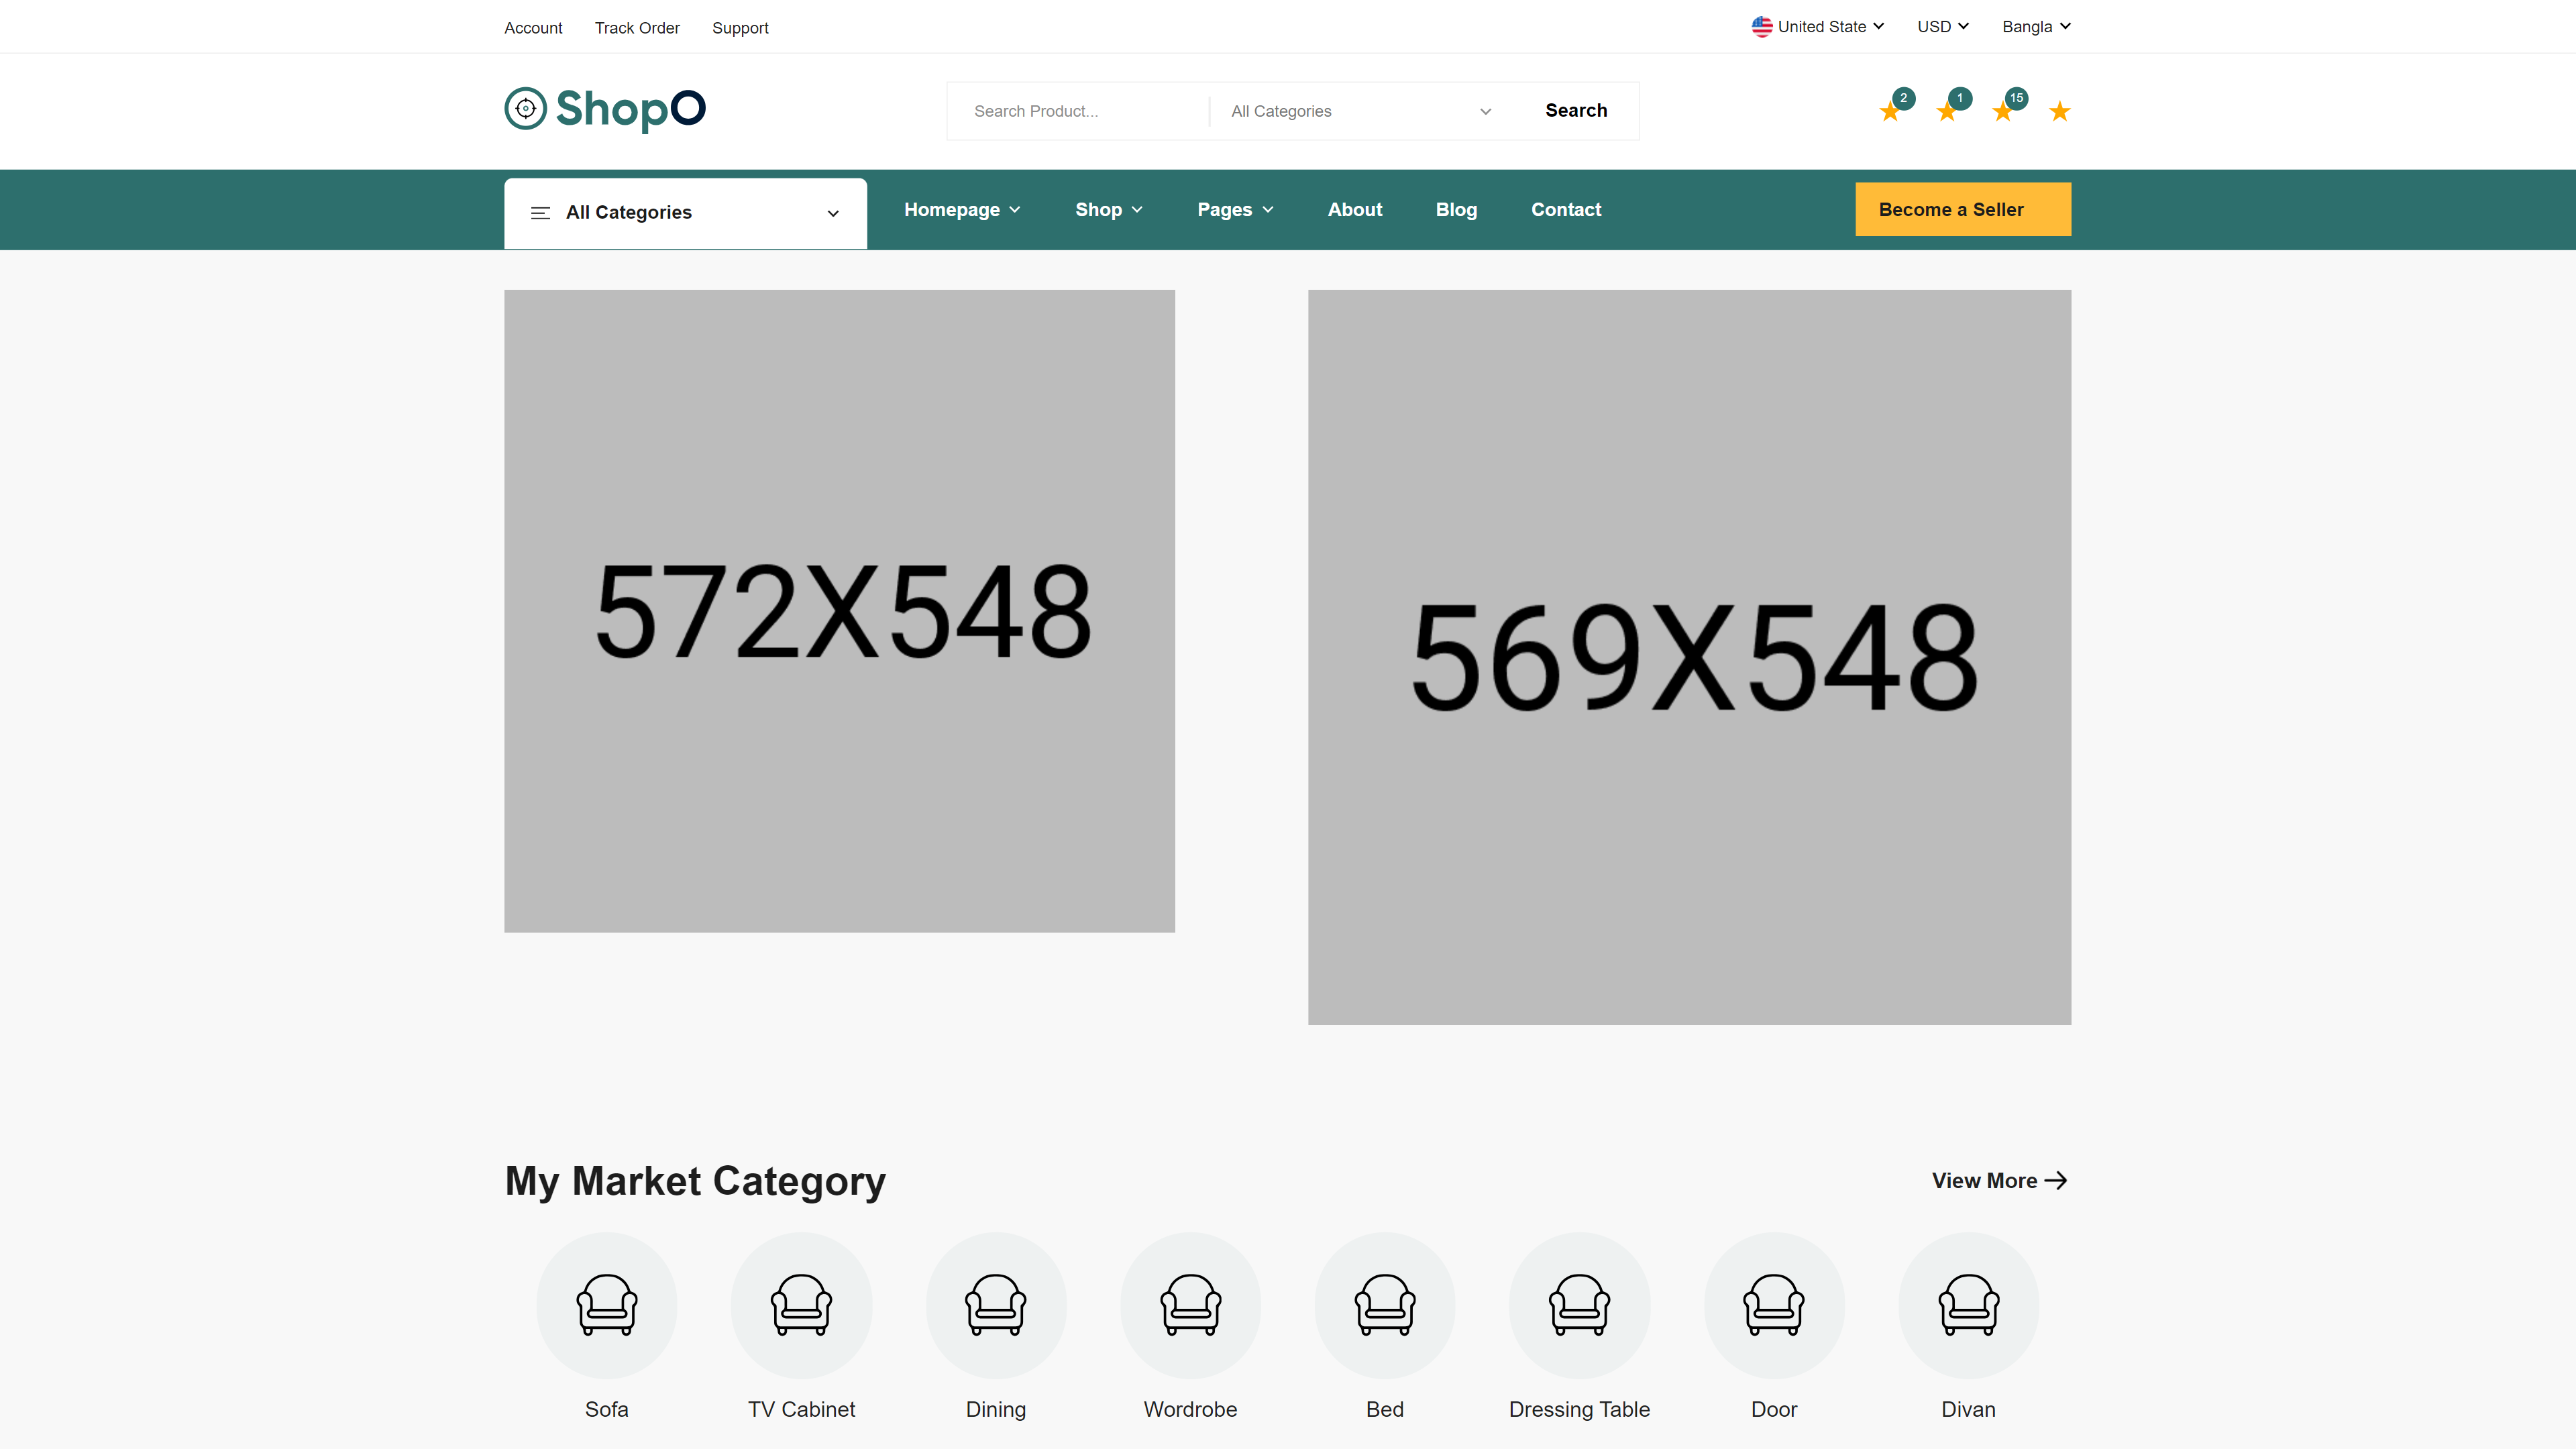 Account Track Order Support United State USD Bangla
ShopO Search Product... All Categories Search 2 1 15
All Categories Homepage Shop Pages About Blog Contact Become a Seller
572X548
569X548
My Market Category View More
Sofa TV Cabinet Dining Wordrobe Bed Dressing Table Door Divan